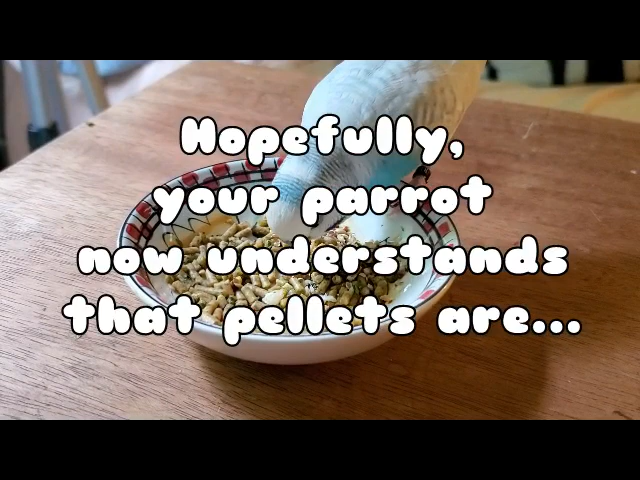 Hopefully,
your parrot
now understands
that pellets are...